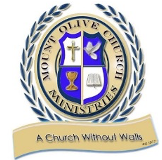 MOUNT OLIVE CHURCH
MINISTRIES
A Church Without Walls